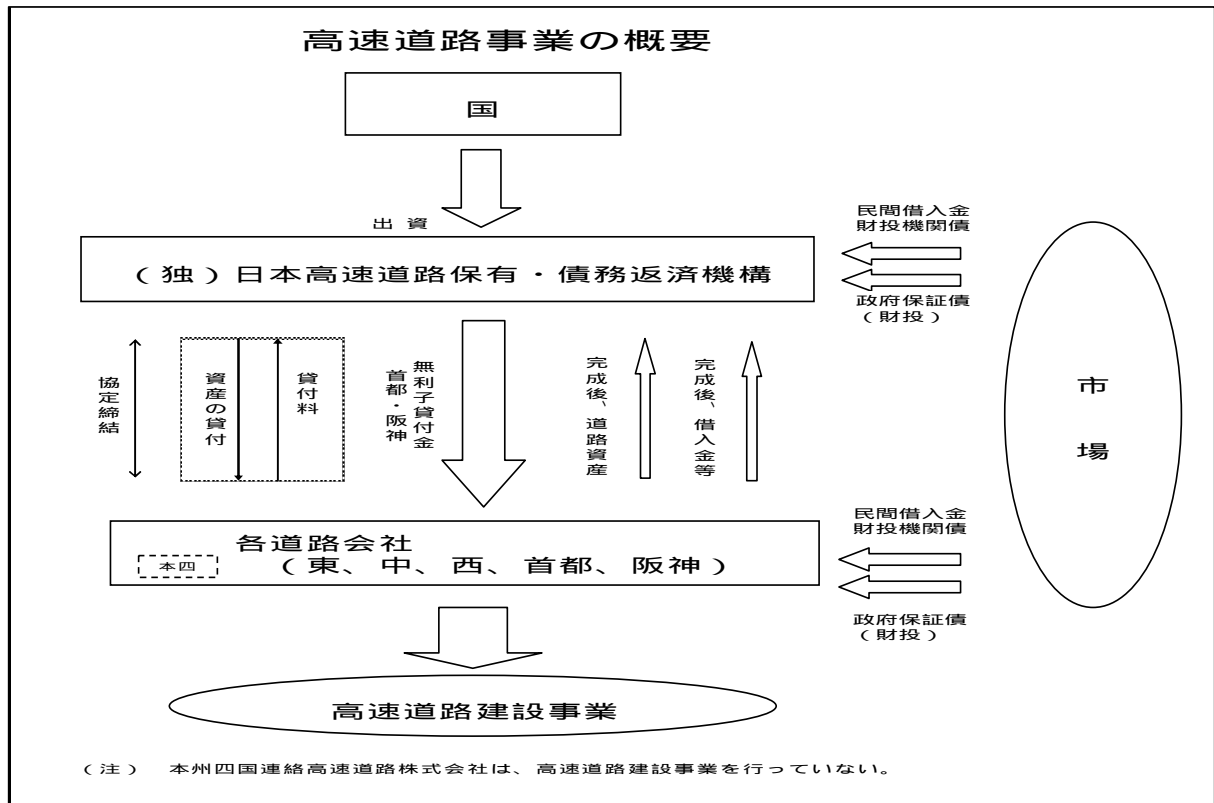 高速道路事業の概要
国
出資
民間借入金
財投機関債
(独)日本高速道路保有・債務返済機構
政府保証債
(財投)
協定締結
資産の貸付
貸付料
無利子貸付金
首都・阪神
完成後、道路資産
完成後、借入金等
市場
民間借入金
財投機関債
各道路会社
本四
(東、中、西、首都、阪神)
政府保証債
(財投)
高速道路建設事業
(注) 本州四国連絡高速道路株式会社は、高速道路建設事業を行っていない。